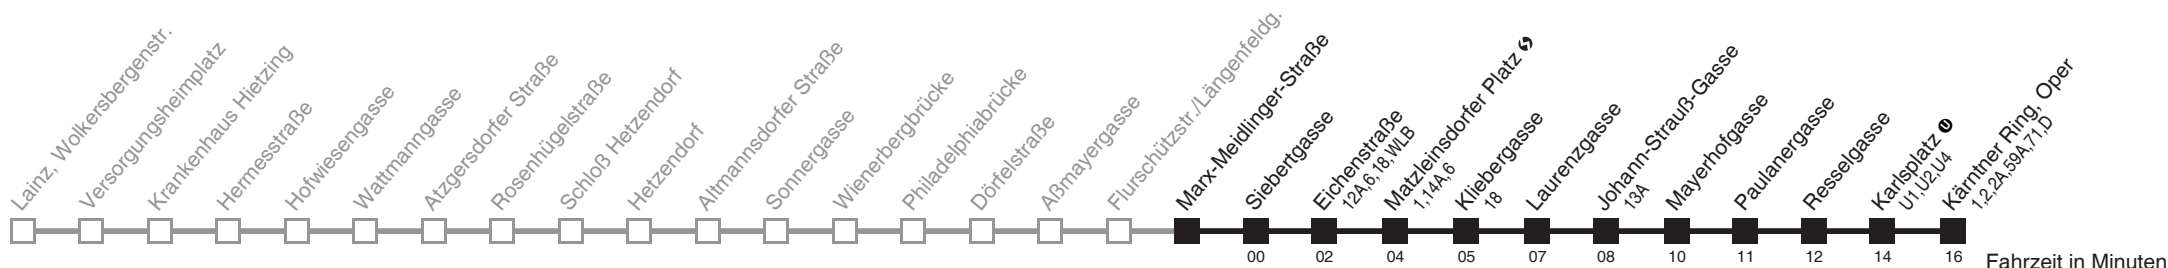 Lainz, Wolkersbergenstr.
Versorgungsheimplatz
Krankenhaus Hietzing
Hermesstraße
Hofwiesengasse
Wattmanngasse
Atzgersdorfer Straße
Rosenhügelstraße
Schloß Hetzendorf
Hetzendorf
Altmannsdorfer Straße
Sonnergasse
Wienerbergbrücke
Philadelphiabrücke
Dörfelstraße
Aßmayergasse
Flurschützstr./Längenfeldg.
Marx-Meidlinger-Straße
Siebertgasse
Eichenstraße
12A,6,18,WLB
Matzleinsdorfer Platz
1,14A,6
Kliebergasse
18
Laurenzgasse
Johann-Strauß-Gasse
13A
Mayerhofgasse
Paulanergasse
Resselgasse
Karlsplatz U
U1,U2,U4
Kärntner Ring, Oper
1,2,2A,59A,71,D
00 02 04 05 07 08 10 11 12 14 16 Fahrzeit in Minuten